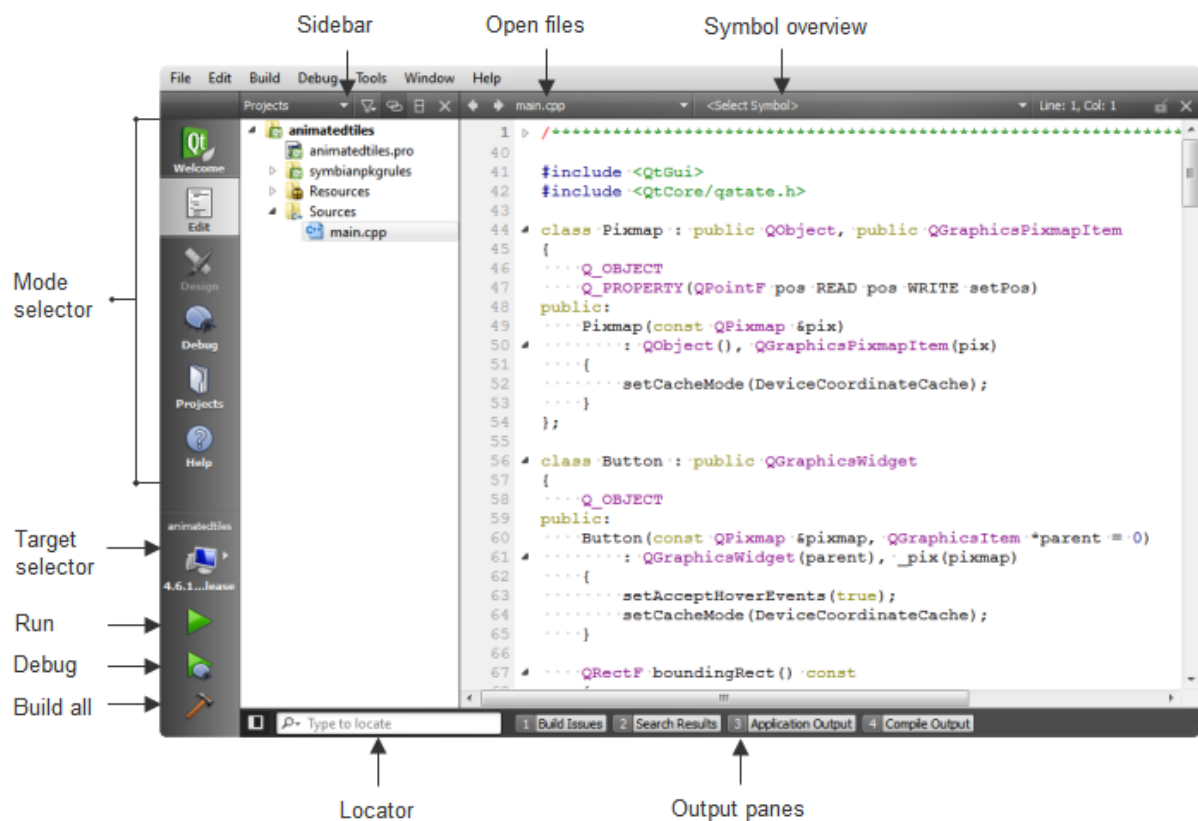 Sidebar Open files Symbol overview
File Edit Build Debug Tools Window Help
Projects main.cpp <Select Symbol> Line: 1, Col: 1
Qt
Welcome
Edit
Design
Debug
Projects
Help
Mode
selector
animatedtiles
animatedtiles.pro
symbianpkgrules
Resources
Sources
main.cpp
1 /***************************************************************
40
41 #include <QtGui>
42 #include <QtCore/qstate.h>
43
44 class Pixmap : public QObject, public QGraphicsPixmapItem
45 {
46 Q_OBJECT
47 Q_PROPERTY(QPointF pos READ pos WRITE setPos)
48 public:
49 Pixmap(const QPixmap &pix)
50 : QObject(), QGraphicsPixmapItem(pix)
51 {
52 setCacheMode(DeviceCoordinateCache);
53 }
54 };
55
56 class Button : public QGraphicsWidget
57 {
58 Q_OBJECT
59 public:
60 Button(const QPixmap &pixmap, QGraphicsItem *parent = 0)
61 : QGraphicsWidget(parent), _pix(pixmap)
62 {
63 setAcceptHoverEvents(true);
64 setCacheMode(DeviceCoordinateCache);
65 }
66
67 QRectF boundingRect() const
{
animatedtiles
4.6.1...lease
Target
selector
Run
Debug
Build all
Type to locate 1 Build Issues 2 Search Results 3 Application Output 4 Compile Output
Locator Output panes